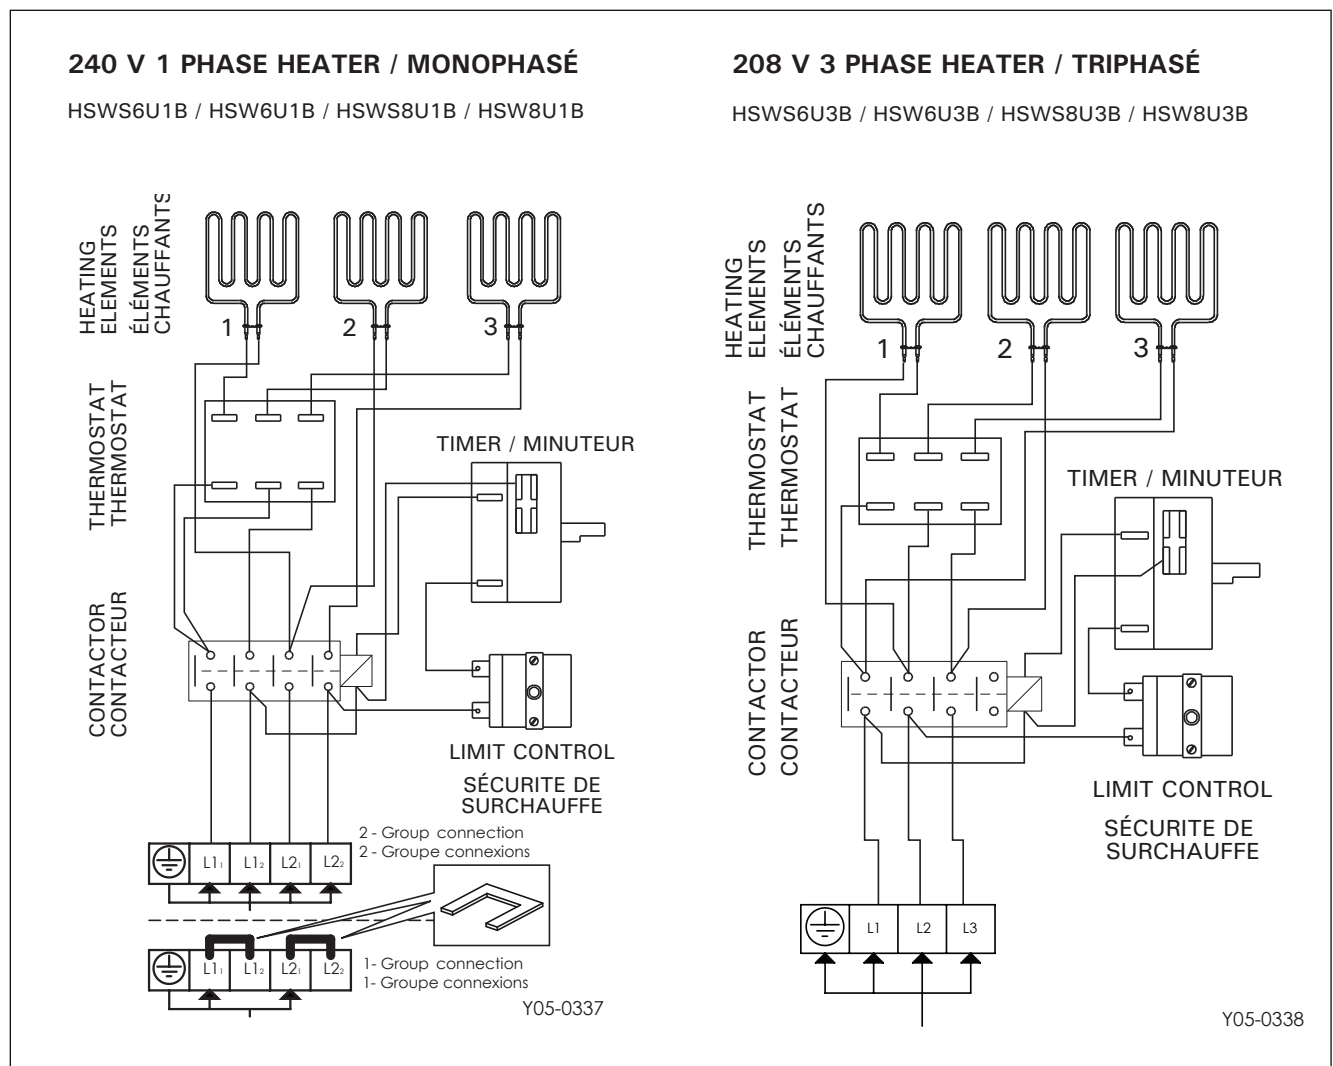 240 V 1 PHASE HEATER / MONOPHASÉ
HSWS6U1B / HSW6U1B / HSWS8U1B / HSW8U1B
HEATING
ELEMENTS
ÉLÉMENTS
CHAUFFANTS
1
2
3
THERMOSTAT
THERMOSTAT
TIMER / MINUTEUR
CONTACTOR
CONTACTEUR
LIMIT CONTROL
SÉCURITE DE
SURCHAUFFE
2 - Group connection
2 - Groupe connexions
L1₁ L1₂ L2₁ L2₂
L1₁ L1₂ L2₁ L2₂
1- Group connection
1- Groupe connexions
Y05-0337
208 V 3 PHASE HEATER / TRIPHASÉ
HSWS6U3B / HSW6U3B / HSWS8U3B / HSW8U3B
HEATING
ELEMENTS
ÉLÉMENTS
CHAUFFANTS
1
2
3
THERMOSTAT
THERMOSTAT
TIMER / MINUTEUR
CONTACTOR
CONTACTEUR
LIMIT CONTROL
SÉCURITE DE
SURCHAUFFE
L1 L2 L3
Y05-0338